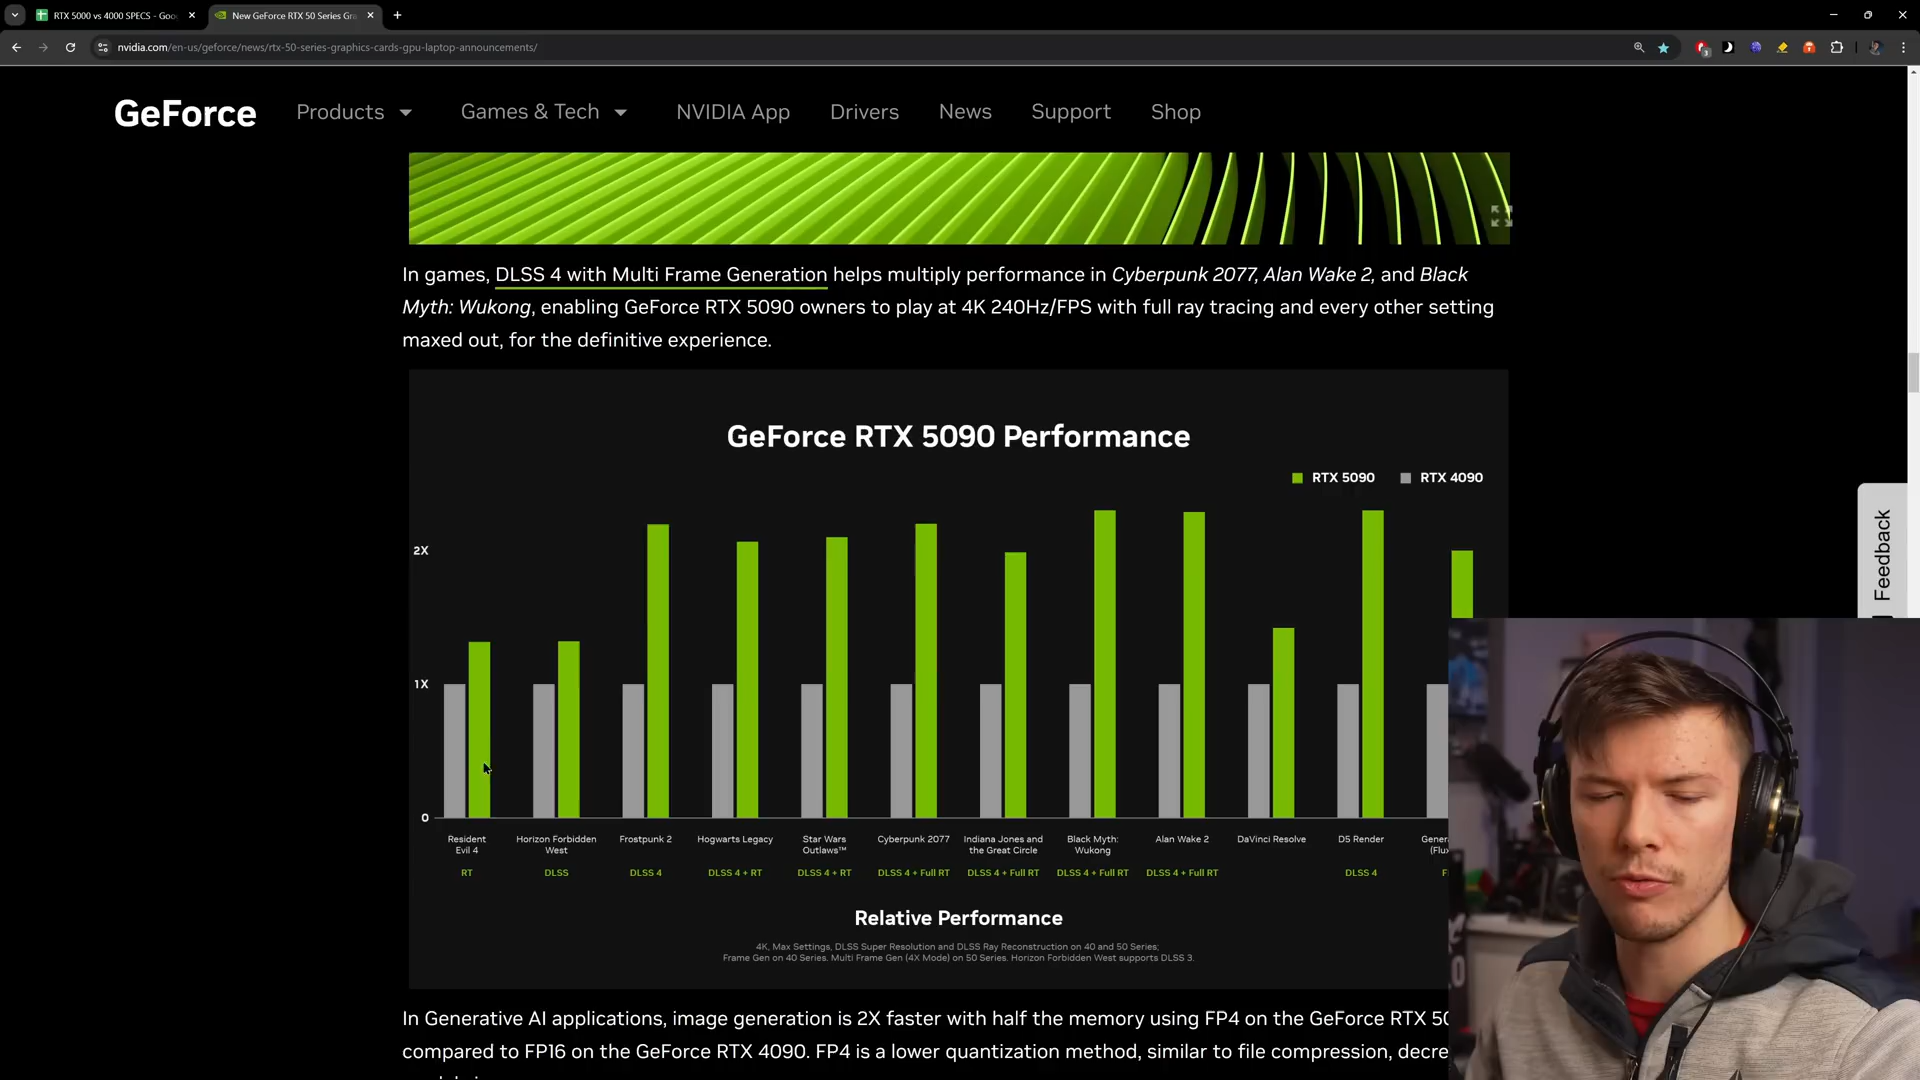 RTX 5000 vs 4000 SPECS - Goo
New GeForce RTX 50 Series Gra
nvidia.com/en-us/geforce/news/rtx-50-series-graphics-cards-gpu-laptop-announcements/
GeForce
Products
Games & Tech
NVIDIA App
Drivers
News
Support
Shop
In games, DLSS 4 with Multi Frame Generation helps multiply performance in Cyberpunk 2077, Alan Wake 2, and Black
Myth: Wukong, enabling GeForce RTX 5090 owners to play at 4K 240Hz/FPS with full ray tracing and every other setting
maxed out, for the definitive experience.
GeForce RTX 5090 Performance
RTX 5090
RTX 4090
2X
1X
0
Resident
Evil 4
RT
Horizon Forbidden
West
DLSS
Frostpunk 2
DLSS 4
Hogwarts Legacy
DLSS 4 + RT
Star Wars
Outlaws™
DLSS 4 + RT
Cyberpunk 2077
DLSS 4 + Full RT
Indiana Jones and
the Great Circle
DLSS 4 + Full RT
Black Myth:
Wukong
DLSS 4 + Full RT
Alan Wake 2
DLSS 4 + Full RT
DaVinci Resolve
D5 Render
DLSS 4
Relative Performance
4K, Max Settings, DLSS Super Resolution and DLSS Ray Reconstruction on 40 and 50 Series;
Frame Gen on 40 Series. Multi Frame Gen (4X Mode) on 50 Series. Horizon Forbidden West supports DLSS 3.
In Generative AI applications, image generation is 2X faster with half the memory using FP4 on the GeForce RTX 50
compared to FP16 on the GeForce RTX 4090. FP4 is a lower quantization method, similar to file compression, decre
Feedback